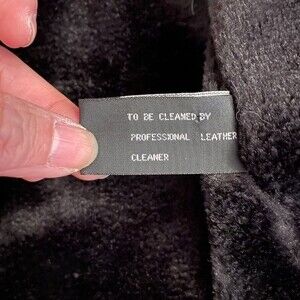 TO BE CLEANED BY
PROFESSIONAL LEATHER
CLEANER